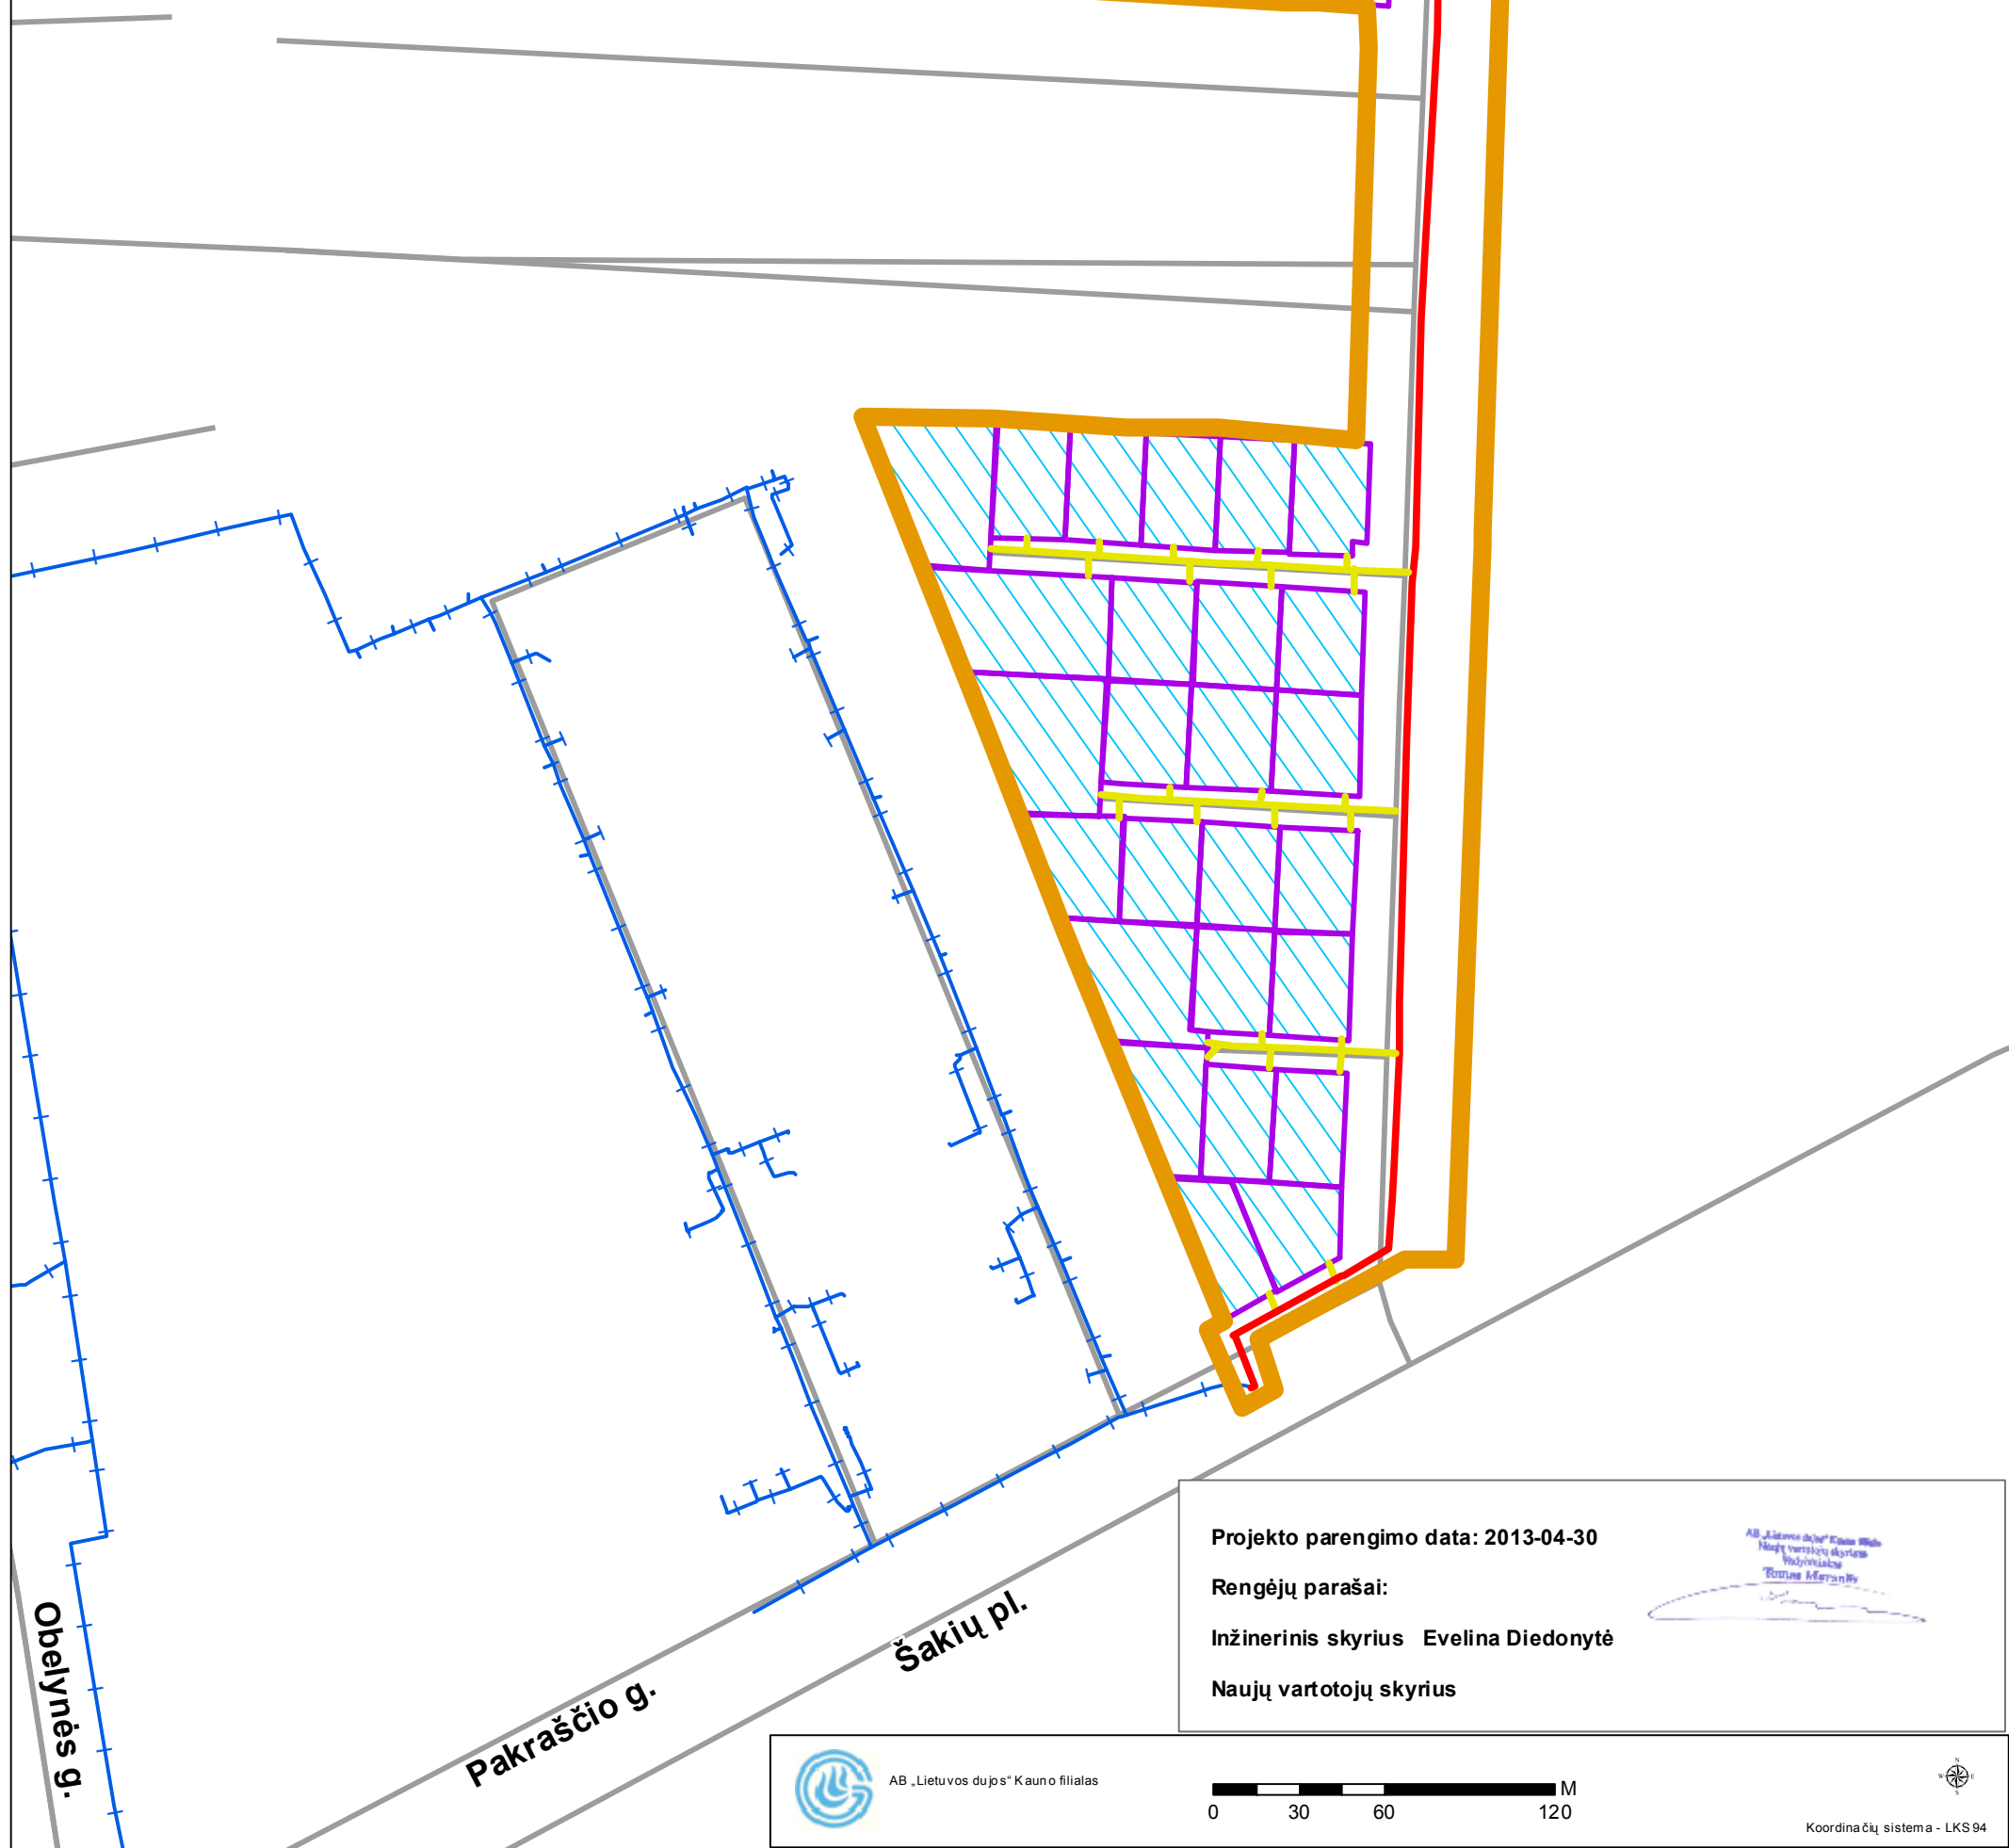 Obelynės g.
Pakraščio g.
Šakių pl.
Projekto parengimo data: 2013-04-30
Rengėjų parašai:
Inžinerinis skyrius Evelina Diedonytė
Naujų vartotojų skyrius
AB „Lietuvos dujos“ Kauno filialas
M
0 30 60 120
N
W E
S
Koordinačių sistema - LKS 94